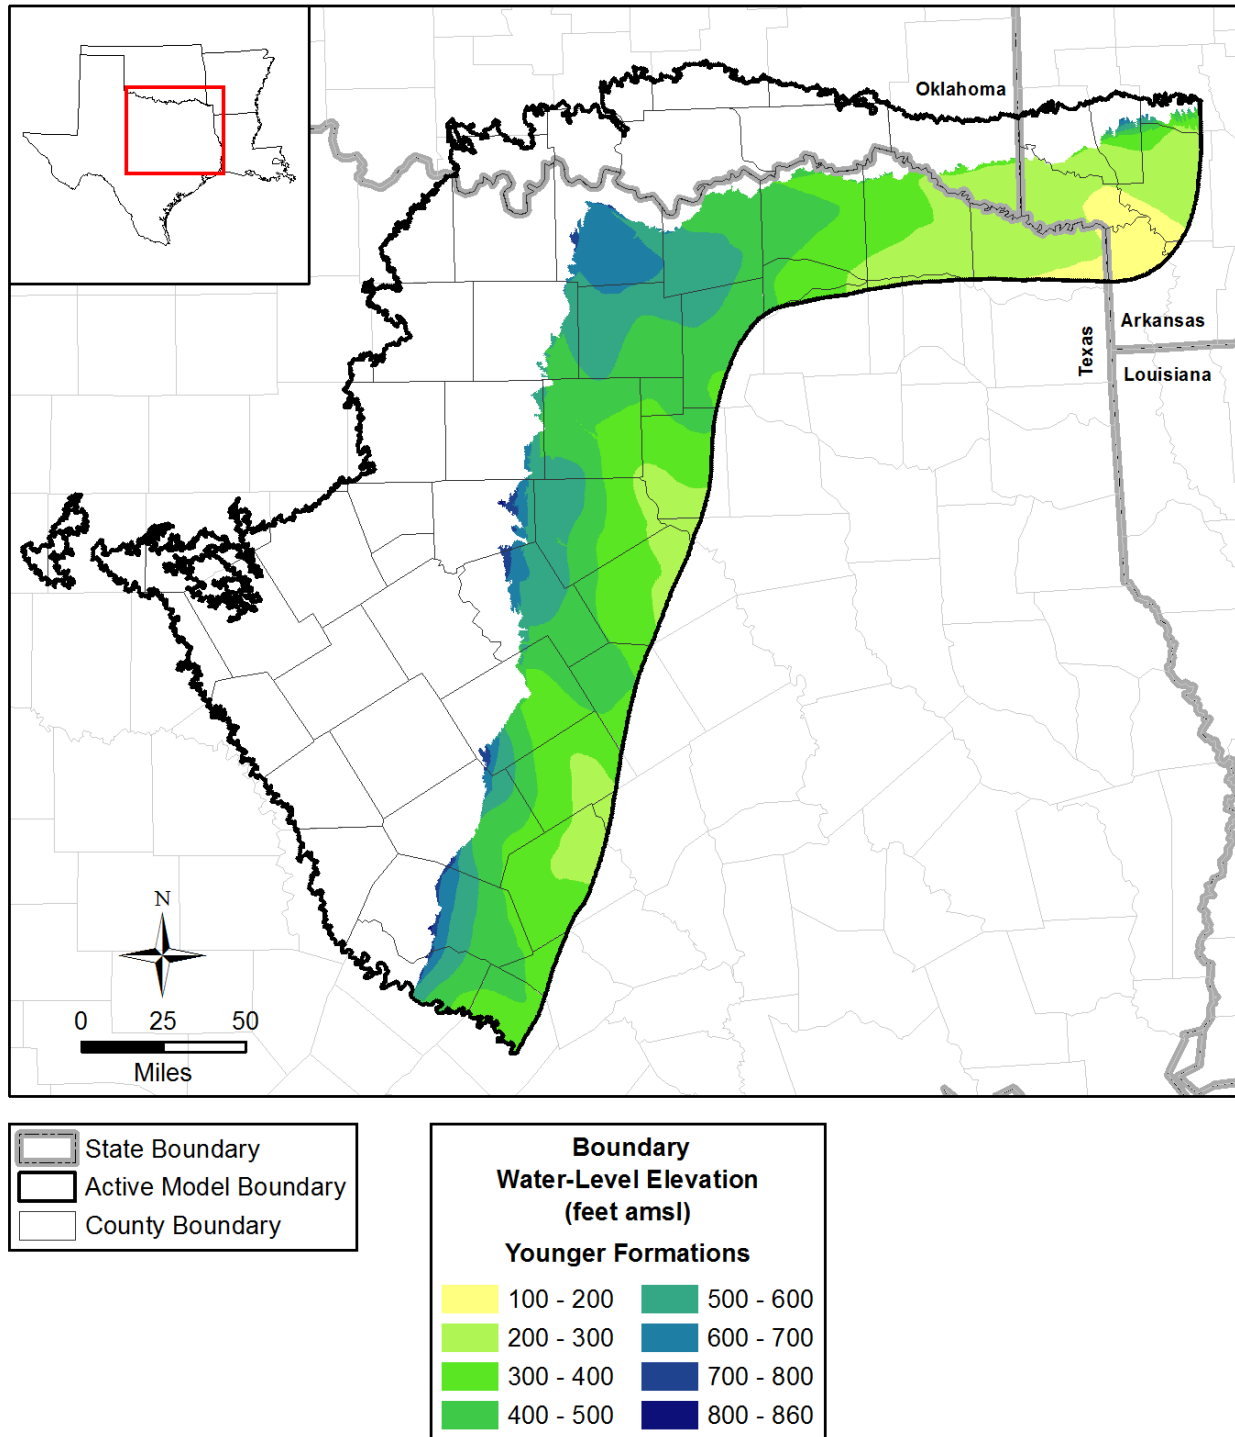 Oklahoma
Arkansas
Texas
Louisiana
N
0 25 50
Miles
State Boundary
Active Model Boundary
County Boundary
Boundary
Water-Level Elevation
(feet amsl)
Younger Formations
100 - 200 500 - 600
200 - 300 600 - 700
300 - 400 700 - 800
400 - 500 800 - 860